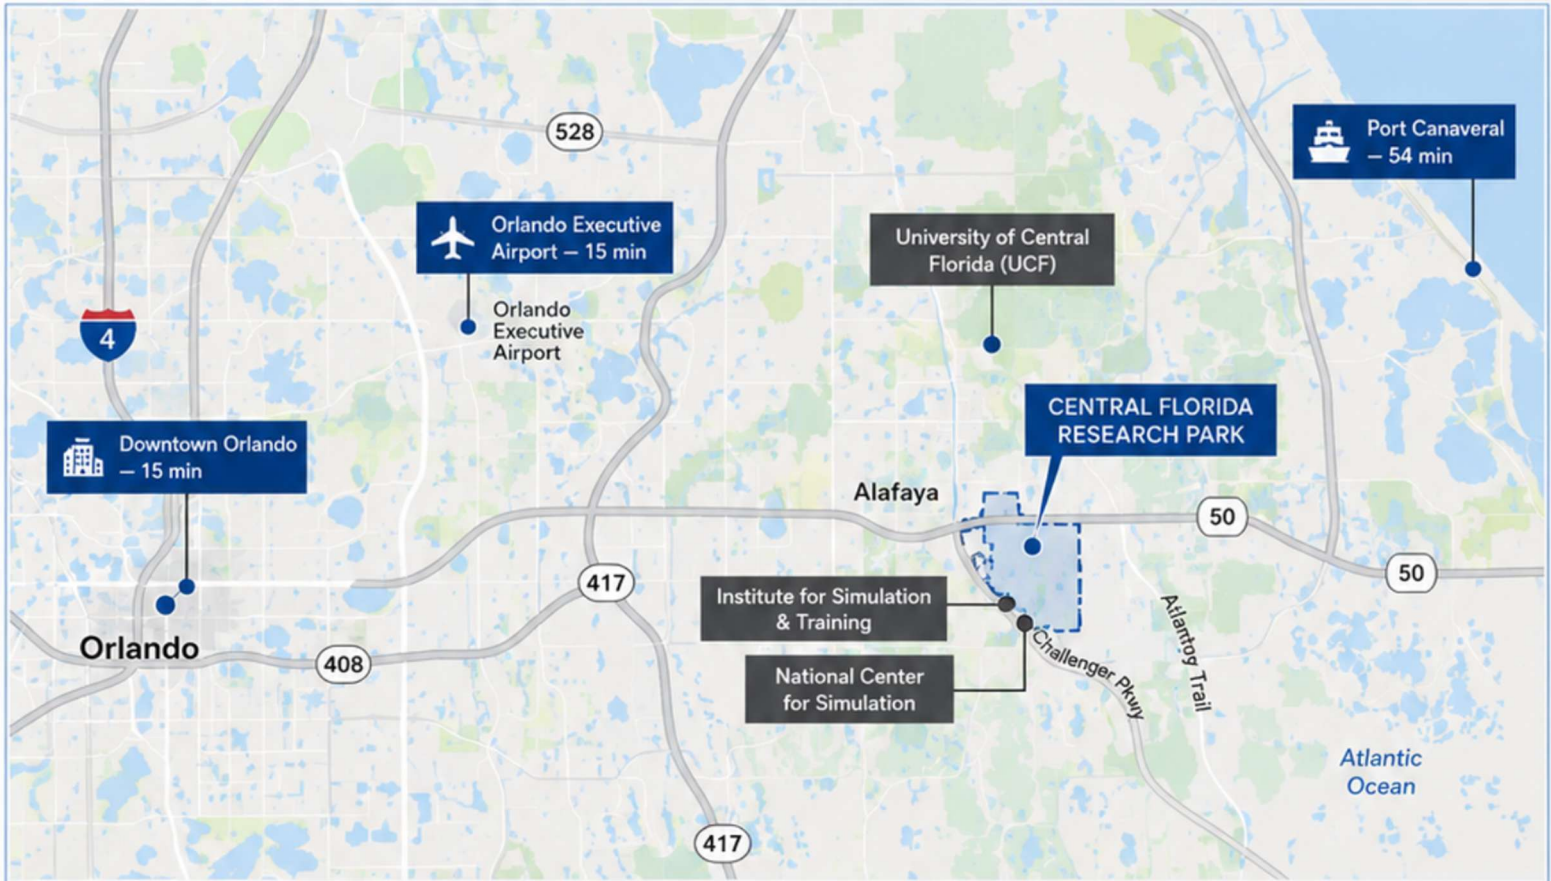 528
Port Canaveral
– 54 min
Orlando Executive
Airport – 15 min
University of Central
Florida (UCF)
Orlando
Executive
Airport
4
CENTRAL FLORIDA
RESEARCH PARK
Downtown Orlando
– 15 min
Alafaya
50
50
417
Institute for Simulation
& Training
Atlantoy Trail
Challenger Pkwy
Orlando
408
National Center
for Simulation
Atlantic
Ocean
417